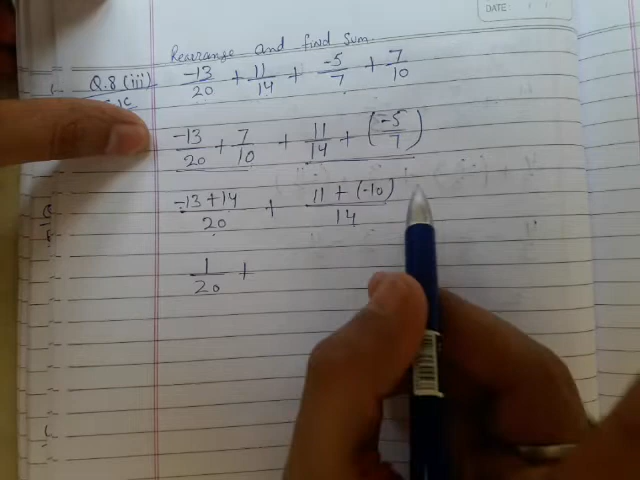 DATE :
Rearrange and find sum.
Q.8 (iii) -13/20 + 11/14 + -5/7 + 7/10
-13/20 + 7/10 + 11/14 + (-5/7)
-13+14/20 + 11+(-10)/14
1/20 +